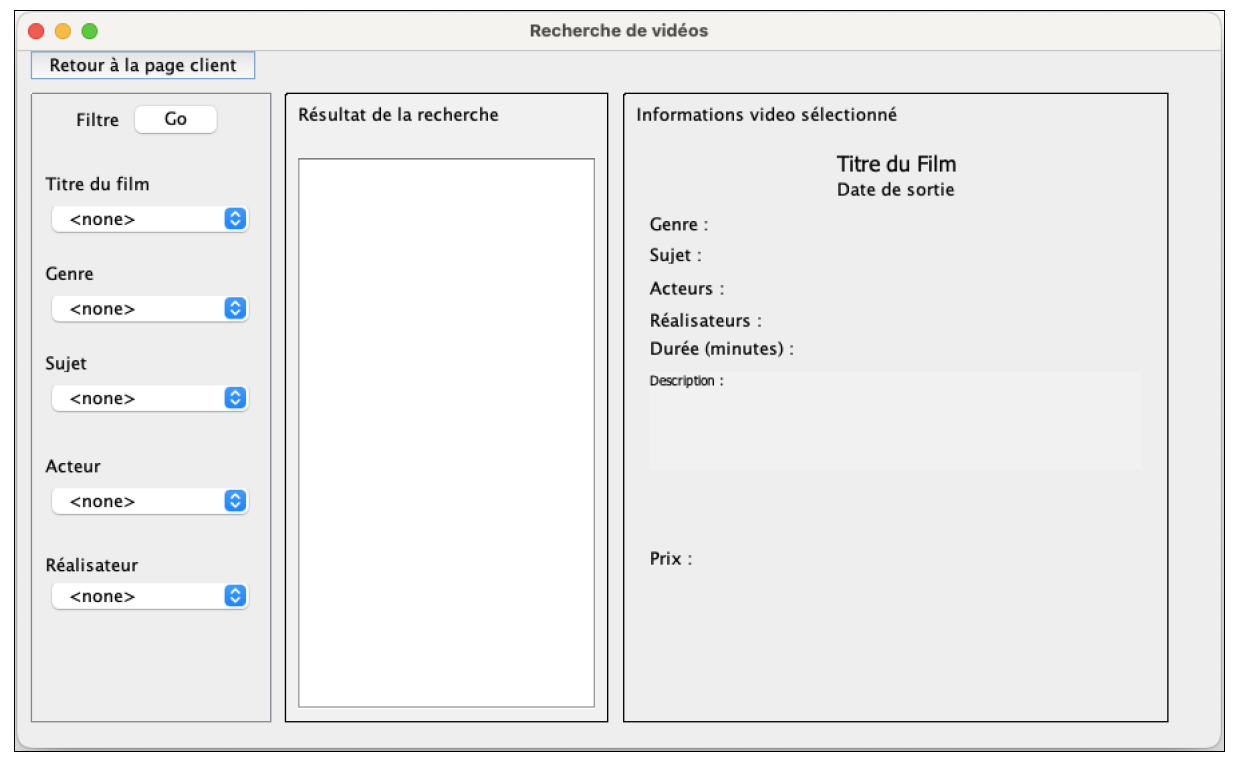 Recherche de vidéos
Retour à la page client
Filtre Go
Titre du film
<none>
Genre
<none>
Sujet
<none>
Acteur
<none>
Réalisateur
<none>
Résultat de la recherche
Informations video sélectionné
Titre du Film
Date de sortie
Genre :
Sujet :
Acteurs :
Réalisateurs :
Durée (minutes) :
Description :
Prix :